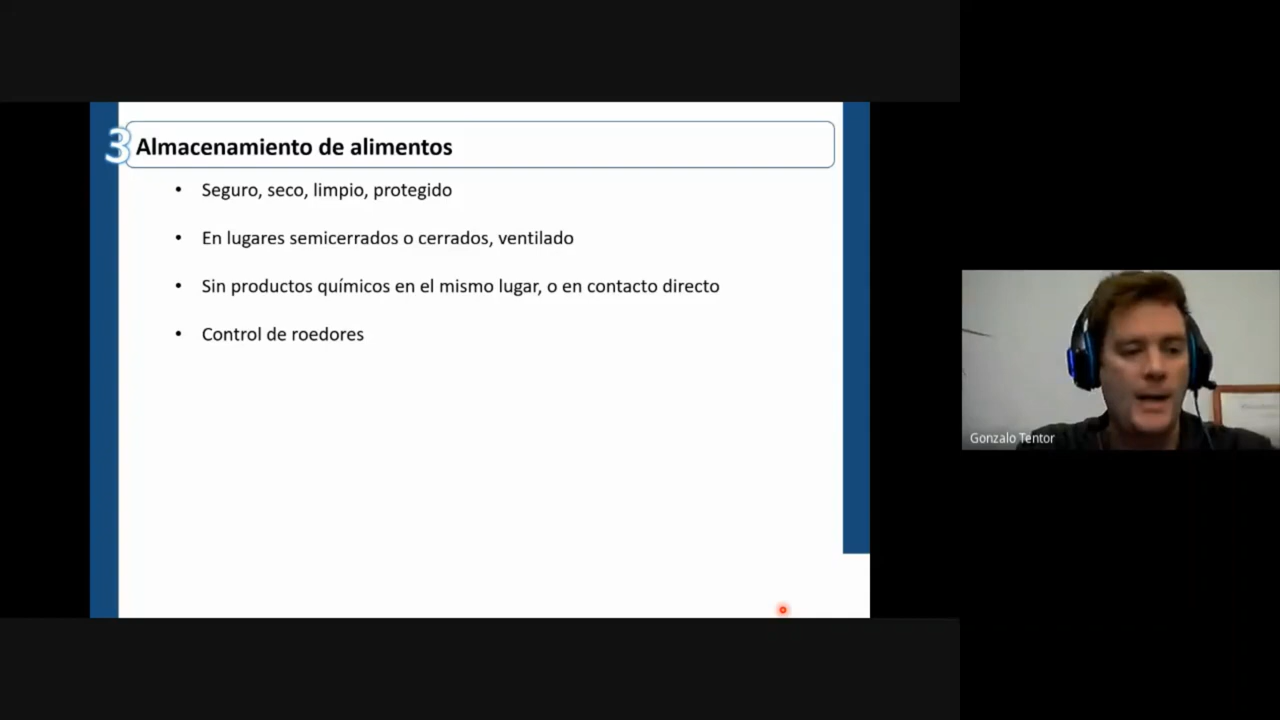 3 Almacenamiento de alimentos
• Seguro, seco, limpio, protegido
• En lugares semicerrados o cerrados, ventilado
• Sin productos químicos en el mismo lugar, o en contacto directo
• Control de roedores
Gonzalo Tentor